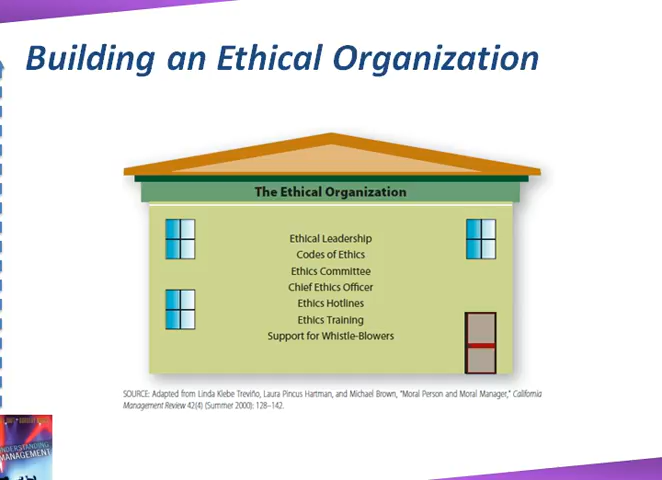 Building an Ethical Organization
The Ethical Organization
Ethical Leadership
Codes of Ethics
Ethics Committee
Chief Ethics Officer
Ethics Hotlines
Ethics Training
Support for Whistle-Blowers
SOURCE: Adapted from Linda Klebe Treviño, Laura Pincus Hartman, and Michael Brown, "Moral Person and Moral Manager," California
Management Review 42(4) (Summer 2000): 128–142.
UNDERSTANDING
MANAGEMENT